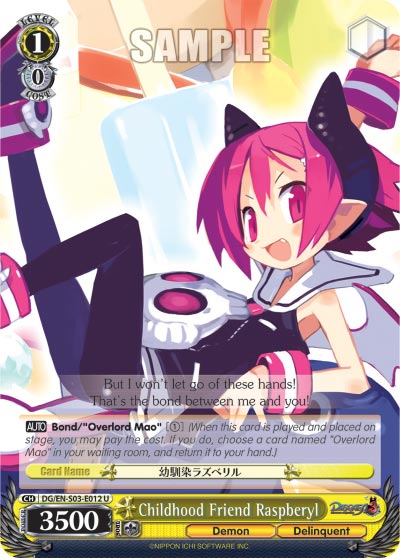 LEVEL
1
0
COST
SAMPLE
But I won't let go of these hands!
That's the bond between me and you!
AUTO Bond/"Overlord Mao" [①] (When this card is played and placed on
stage, you may pay the cost. If you do, choose a card named "Overlord
Mao" in your waiting room, and return it to your hand.)
Card Name 幼馴染ラズベリル
CH DG/EN-S03-E012 U
POWER 3500 SOUL
Childhood Friend Raspberyl
Demon Delinquent
©NIPPON ICHI SOFTWARE INC.